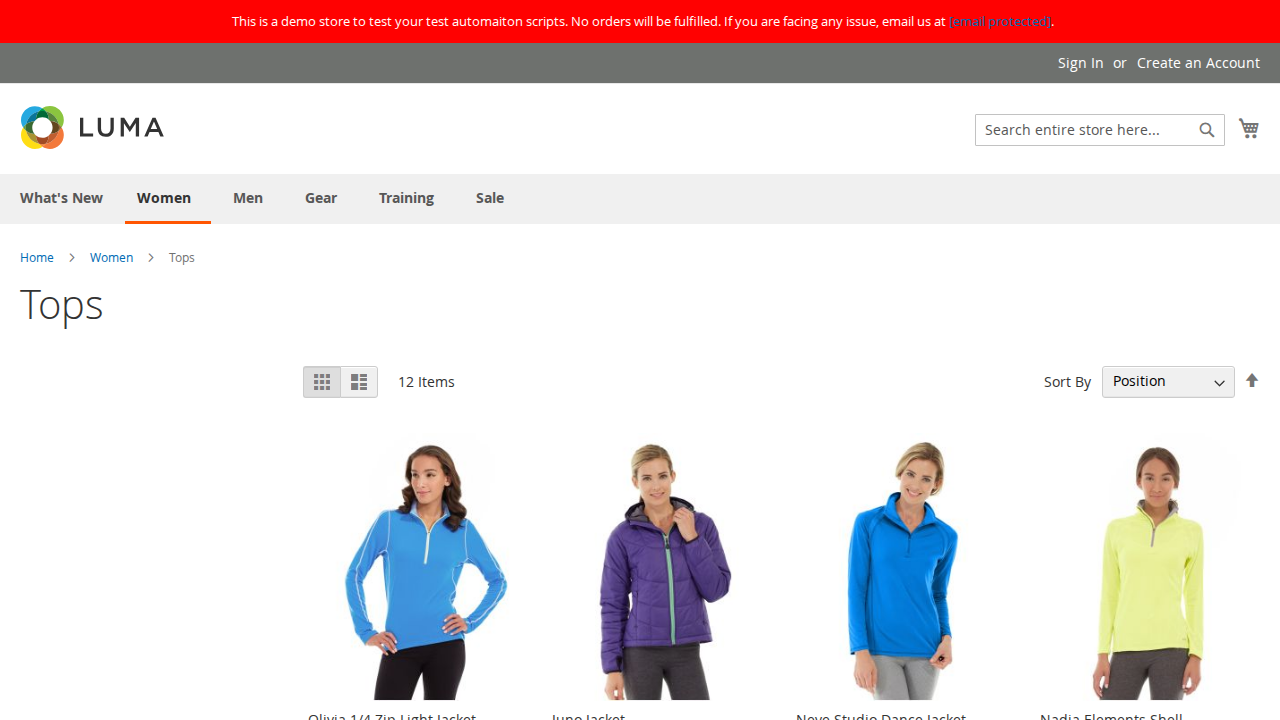 This is a demo store to test your test automaiton scripts. No orders will be fulfilled. If you are facing any issue, email us at [email protected].
Sign In or Create an Account
LUMA
Search entire store here...
What's New Women Men Gear Training Sale
Home > Women > Tops
Tops
12 Items
Sort By Position
Olivia 1/4 Zip Light Jacket
Juno Jacket
Neve Studio Dance Jacket
Nadia Elements Shell